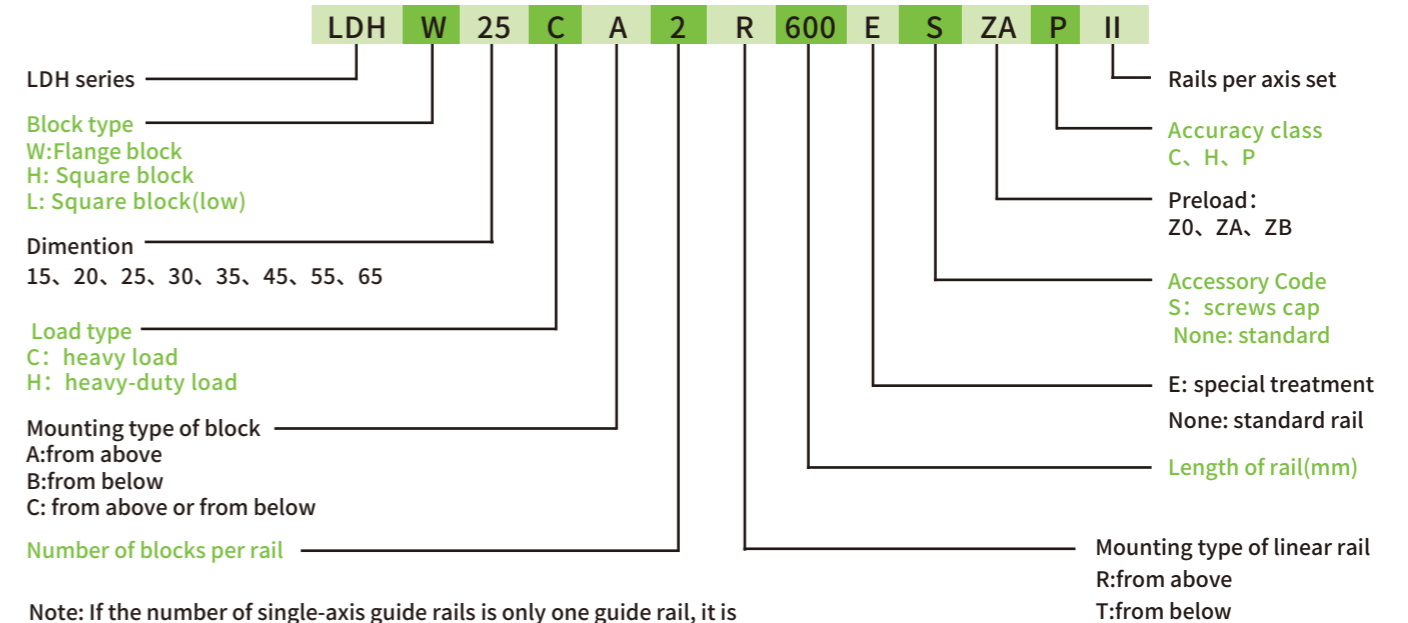 LDH W 25 C A 2 R 600 E S ZA P II
LDH series
Block type
W:Flange block
H: Square block
L: Square block(low)
Dimention
15、20、25、30、35、45、55、65
Load type
C：heavy load
H：heavy-duty load
Mounting type of block
A:from above
B:from below
C: from above or from below
Number of blocks per rail
Note: If the number of single-axis guide rails is only one guide rail, it is
Rails per axis set
Accuracy class
C、H、P
Preload：
Z0、ZA、ZB
Accessory Code
S：screws cap
None: standard
E: special treatment
None: standard rail
Length of rail(mm)
Mounting type of linear rail
R:from above
T:from below